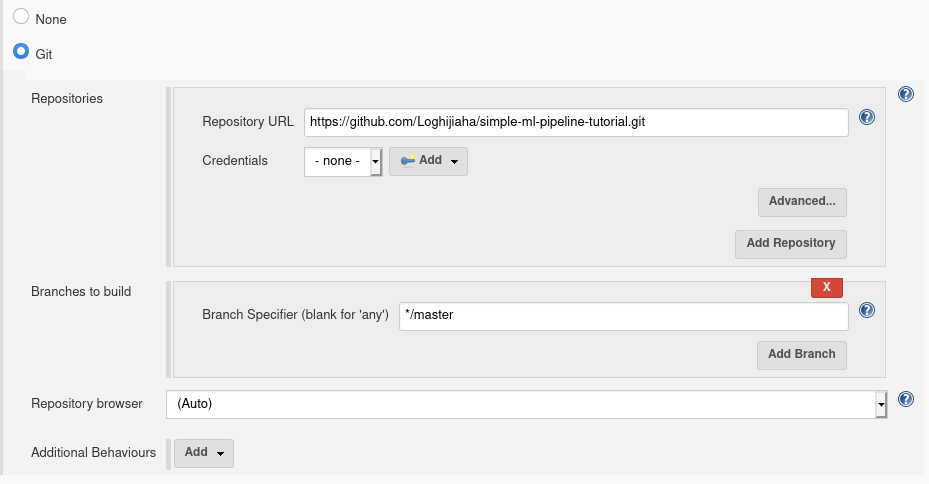 None
Git
Repositories
Repository URL https://github.com/Loghijiaha/simple-ml-pipeline-tutorial.git
Credentials - none - Add
Advanced...
Add Repository
Branches to build
X
Branch Specifier (blank for 'any') */master
Add Branch
Repository browser (Auto)
Additional Behaviours Add